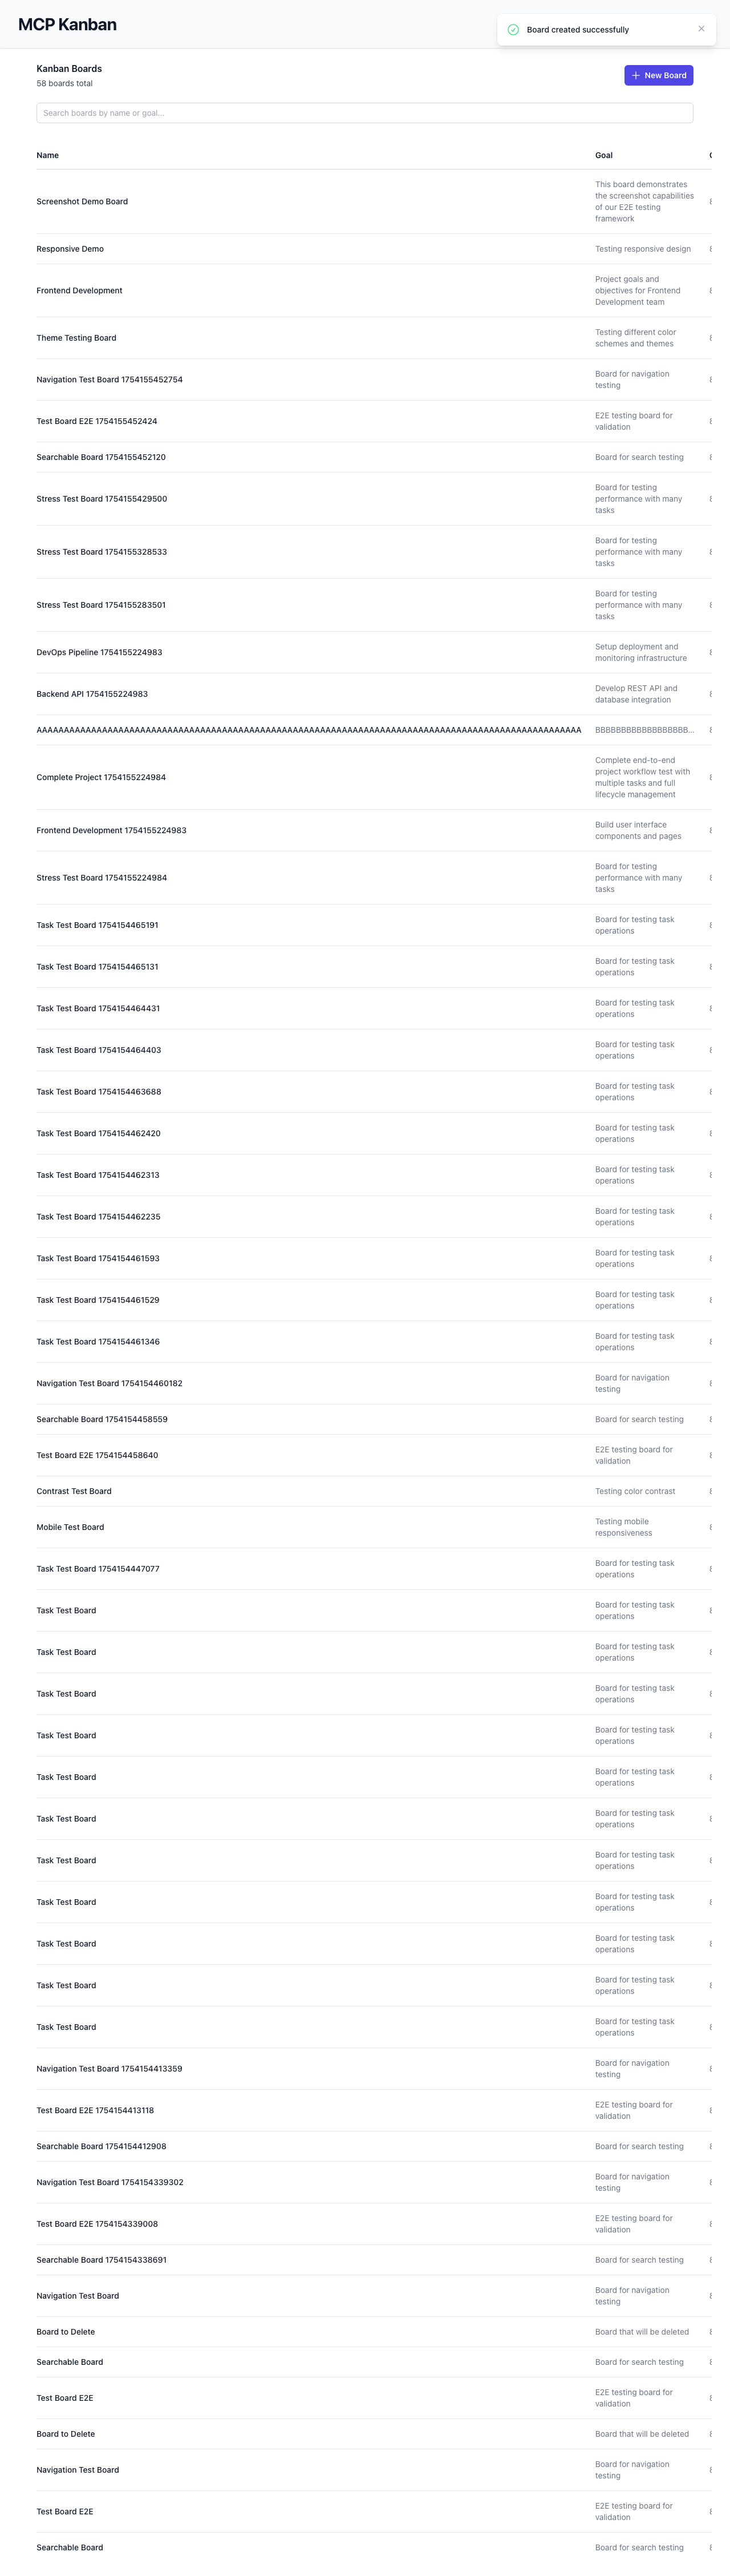 MCP Kanban
Board created successfully
Kanban Boards
58 boards total
New Board
Search boards by name or goal...
Name
Goal
Screenshot Demo Board
This board demonstrates
the screenshot capabilities
of our E2E testing
framework
Responsive Demo
Testing responsive design
Frontend Development
Project goals and
objectives for Frontend
Development team
Theme Testing Board
Testing different color
schemes and themes
Navigation Test Board 1754155452754
Board for navigation
testing
Test Board E2E 1754155452424
E2E testing board for
validation
Searchable Board 1754155452120
Board for search testing
Stress Test Board 1754155429500
Board for testing
performance with many
tasks
Stress Test Board 1754155328533
Board for testing
performance with many
tasks
Stress Test Board 1754155283501
Board for testing
performance with many
tasks
DevOps Pipeline 1754155224983
Setup deployment and
monitoring infrastructure
Backend API 1754155224983
Develop REST API and
database integration
AAAAAAAAAAAAAAAAAAAAAAAAAAAAAAAAAAAAAAAAAAAAAAAAAAAAAAAAAAAAAAAAAAAAAAAAAAAAAAAAAAAAAAAAAAAAAAAAAAAA
BBBBBBBBBBBBBBBBBB...
Complete Project 1754155224984
Complete end-to-end
project workflow test with
multiple tasks and full
lifecycle management
Frontend Development 1754155224983
Build user interface
components and pages
Stress Test Board 1754155224984
Board for testing
performance with many
tasks
Task Test Board 1754154465191
Board for testing task
operations
Task Test Board 1754154465131
Board for testing task
operations
Task Test Board 1754154464431
Board for testing task
operations
Task Test Board 1754154464403
Board for testing task
operations
Task Test Board 1754154463688
Board for testing task
operations
Task Test Board 1754154462420
Board for testing task
operations
Task Test Board 1754154462313
Board for testing task
operations
Task Test Board 1754154462235
Board for testing task
operations
Task Test Board 1754154461593
Board for testing task
operations
Task Test Board 1754154461529
Board for testing task
operations
Task Test Board 1754154461346
Board for testing task
operations
Navigation Test Board 1754154460182
Board for navigation
testing
Searchable Board 1754154458559
Board for search testing
Test Board E2E 1754154458640
E2E testing board for
validation
Contrast Test Board
Testing color contrast
Mobile Test Board
Testing mobile
responsiveness
Task Test Board 1754154447077
Board for testing task
operations
Task Test Board
Board for testing task
operations
Task Test Board
Board for testing task
operations
Task Test Board
Board for testing task
operations
Task Test Board
Board for testing task
operations
Task Test Board
Board for testing task
operations
Task Test Board
Board for testing task
operations
Task Test Board
Board for testing task
operations
Task Test Board
Board for testing task
operations
Task Test Board
Board for testing task
operations
Task Test Board
Board for testing task
operations
Task Test Board
Board for testing task
operations
Navigation Test Board 1754154413359
Board for navigation
testing
Test Board E2E 1754154413118
E2E testing board for
validation
Searchable Board 1754154412908
Board for search testing
Navigation Test Board 1754154339302
Board for navigation
testing
Test Board E2E 1754154339008
E2E testing board for
validation
Searchable Board 1754154338691
Board for search testing
Navigation Test Board
Board for navigation
testing
Board to Delete
Board that will be deleted
Searchable Board
Board for search testing
Test Board E2E
E2E testing board for
validation
Board to Delete
Board that will be deleted
Navigation Test Board
Board for navigation
testing
Test Board E2E
E2E testing board for
validation
Searchable Board
Board for search testing